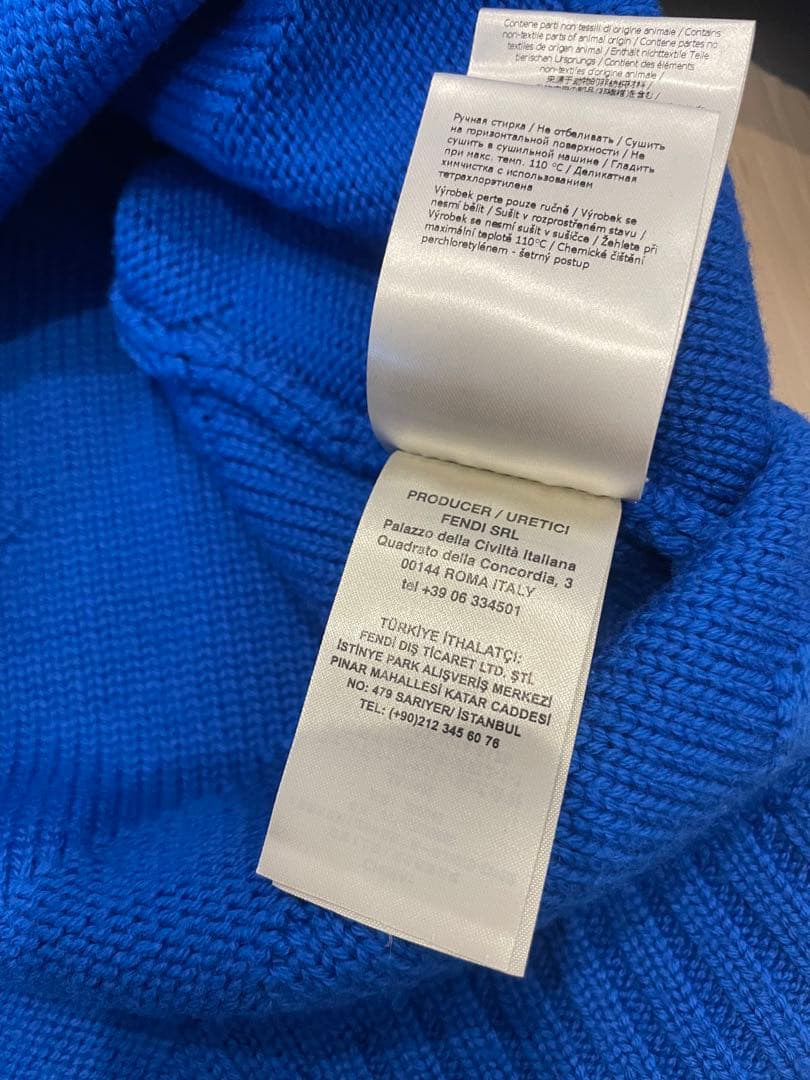 Contiene parti non tessili di origine animale / Contains
non-textile parts of animal origin / Contiene partes no
textiles de origen animal / Enthält nichttextile Teile
tierischen Ursprungs / Contient des éléments
non-textiles d'origine animale /
Ручная стирка / Не отбеливать / Сушить
на горизонтальной поверхности / Не
сушить в сушильной машине / Гладить
при макс. темп. 110 °C / Деликатная
химчистка с использованием
тетрахлорэтилена
Výrobek perte pouze ručně / Výrobek se
nesmí bělit / Sušit v rozprostřeném stavu /
Výrobek se nesmí sušit v sušičce / Žehlete při
maximální teplotě 110°C / Chemické čištění
perchloretylénem - šetrný postup
PRODUCER / URETICI
FENDI SRL
Palazzo della Civiltà Italiana
Quadrato della Concordia, 3
00144 ROMA ITALY
tel +39 06 334501
TÜRKİYE İTHALATÇI:
FENDİ DIŞ TİCARET LTD. ŞTİ.
İSTİNYE PARK ALIŞVERİŞ MERKEZİ
PINAR MAHALLESİ KATAR CADDESİ
NO: 479 SARIYER/ İSTANBUL
TEL: (+90)212 345 60 76